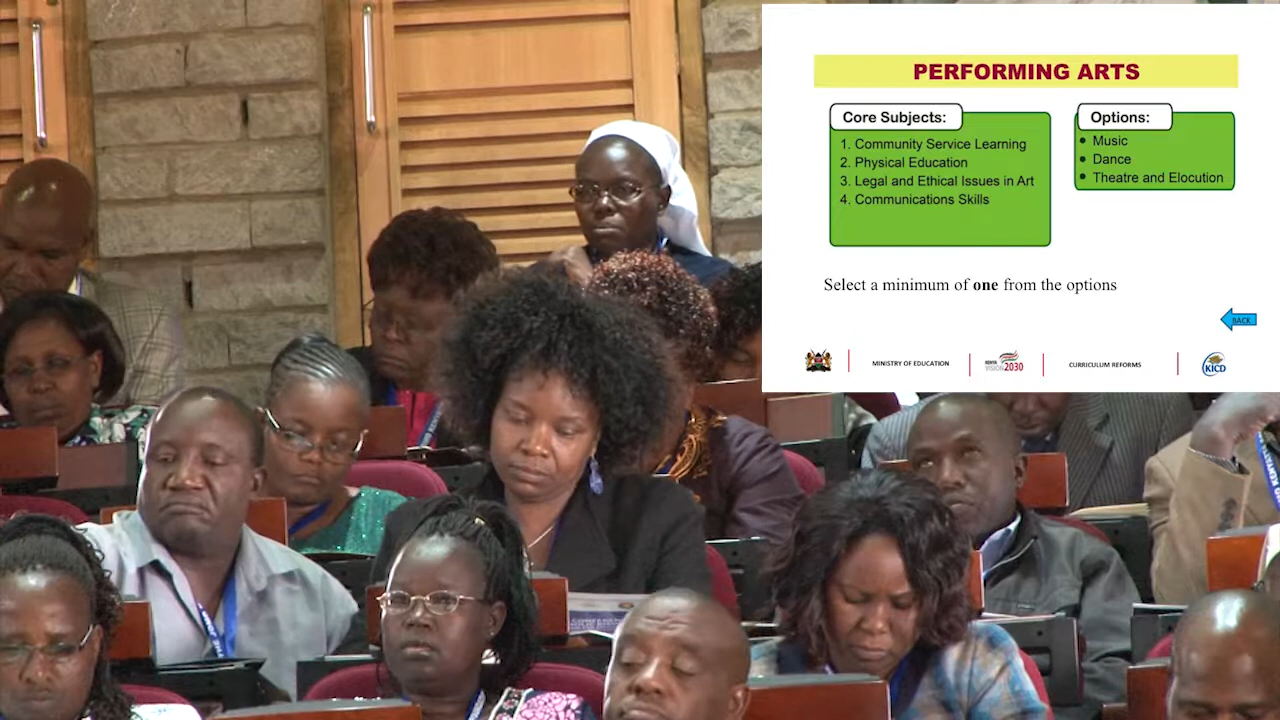 PERFORMING ARTS
Core Subjects:
1. Community Service Learning
2. Physical Education
3. Legal and Ethical Issues in Art
4. Communications Skills
Options:
• Music
• Dance
• Theatre and Elocution
Select a minimum of one from the options
BACK
MINISTRY OF EDUCATION
KENYA
VISION 2030
CURRICULUM REFORMS
KICD
CONFERENCE